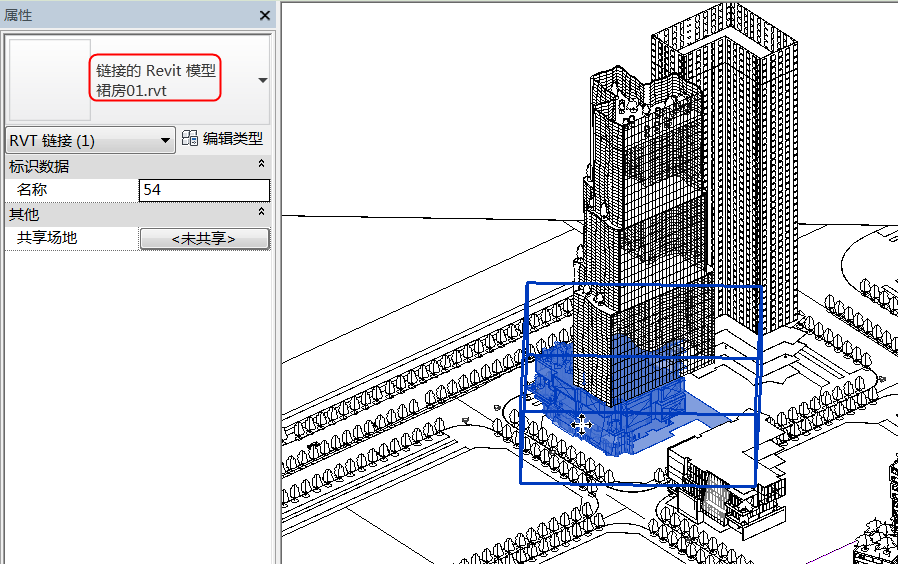 属性
链接的 Revit 模型
裙房01.rvt
RVT 链接 (1)
编辑类型
标识数据
名称
54
其他
共享场地
<未共享>